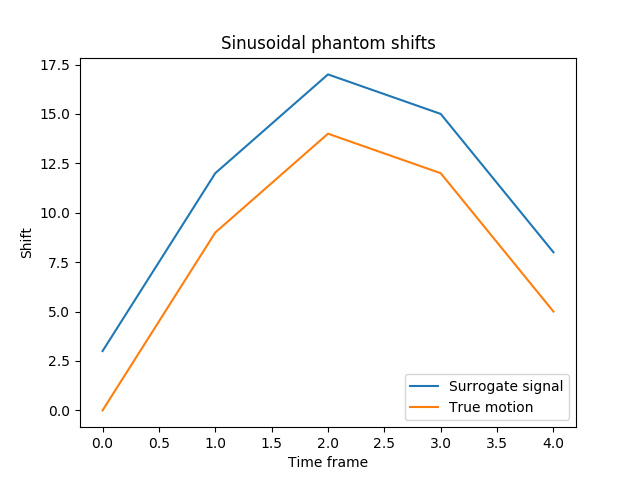 Sinusoidal phantom shifts
17.5
15.0
12.5
10.0
7.5
5.0
2.5
0.0
Shift
Surrogate signal
True motion
0.0 0.5 1.0 1.5 2.0 2.5 3.0 3.5 4.0
Time frame